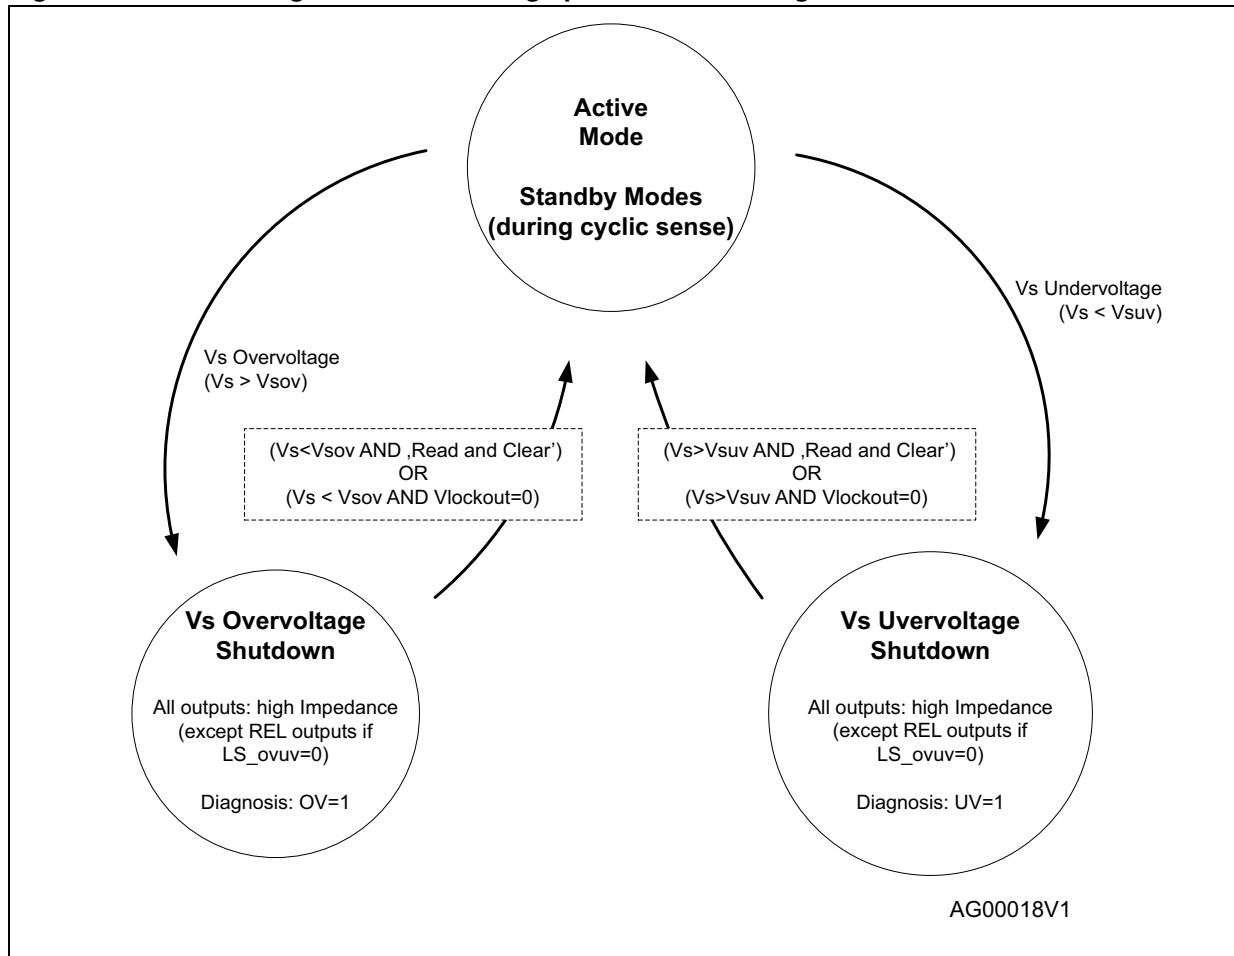 Active
Mode
Standby Modes
(during cyclic sense)
Vs Overvoltage
(Vs > Vsov)
Vs Undervoltage
(Vs < Vsuv)
(Vs<Vsov AND ‚Read and Clear’)
OR
(Vs < Vsov AND Vlockout=0)
(Vs>Vsuv AND ‚Read and Clear’)
OR
(Vs>Vsuv AND Vlockout=0)
Vs Overvoltage
Shutdown
All outputs: high Impedance
(except REL outputs if
LS_ovuv=0)
Diagnosis: OV=1
Vs Uvervoltage
Shutdown
All outputs: high Impedance
(except REL outputs if
LS_ovuv=0)
Diagnosis: UV=1
AG00018V1